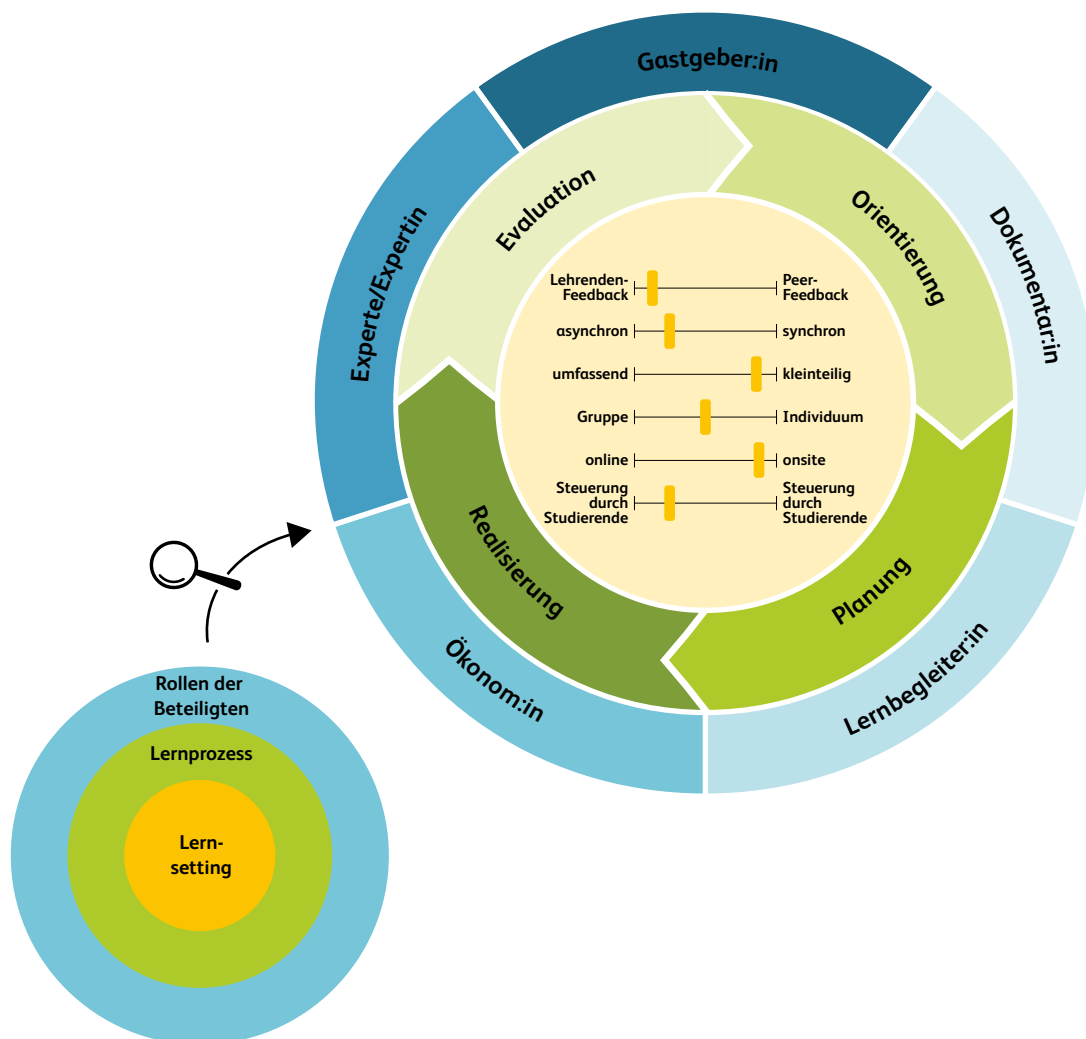 Gastgeber:in
Dokumentar:in
Lernbegleiter:in
Ökonom:in
Experte/Expertin
Evaluation
Orientierung
Planung
Realisierung
Lehrenden-
Feedback
Peer-
Feedback
asynchron
synchron
umfassend
kleinteilig
Gruppe
Individuum
online
onsite
Steuerung
durch
Studierende
Steuerung
durch
Studierende
Rollen der
Beteiligten
Lernprozess
Lern-
setting